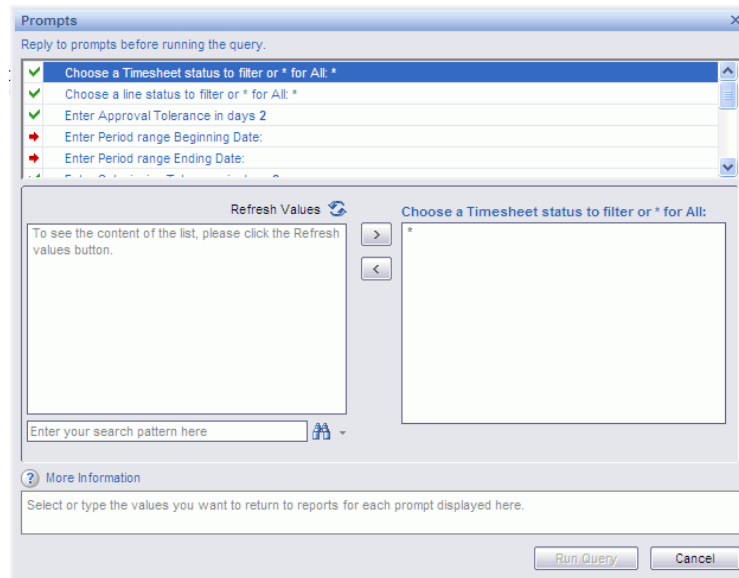 Prompts
Reply to prompts before running the query.
Choose a Timesheet status to filter or * for All: *
Choose a line status to filter or * for All: *
Enter Approval Tolerance in days 2
Enter Period range Beginning Date:
Enter Period range Ending Date:
Refresh Values
To see the content of the list, please click the Refresh
values button.
>
<
Choose a Timesheet status to filter or * for All:
*
Enter your search pattern here
? More Information
Select or type the values you want to return to reports for each prompt displayed here.
Run Query
Cancel